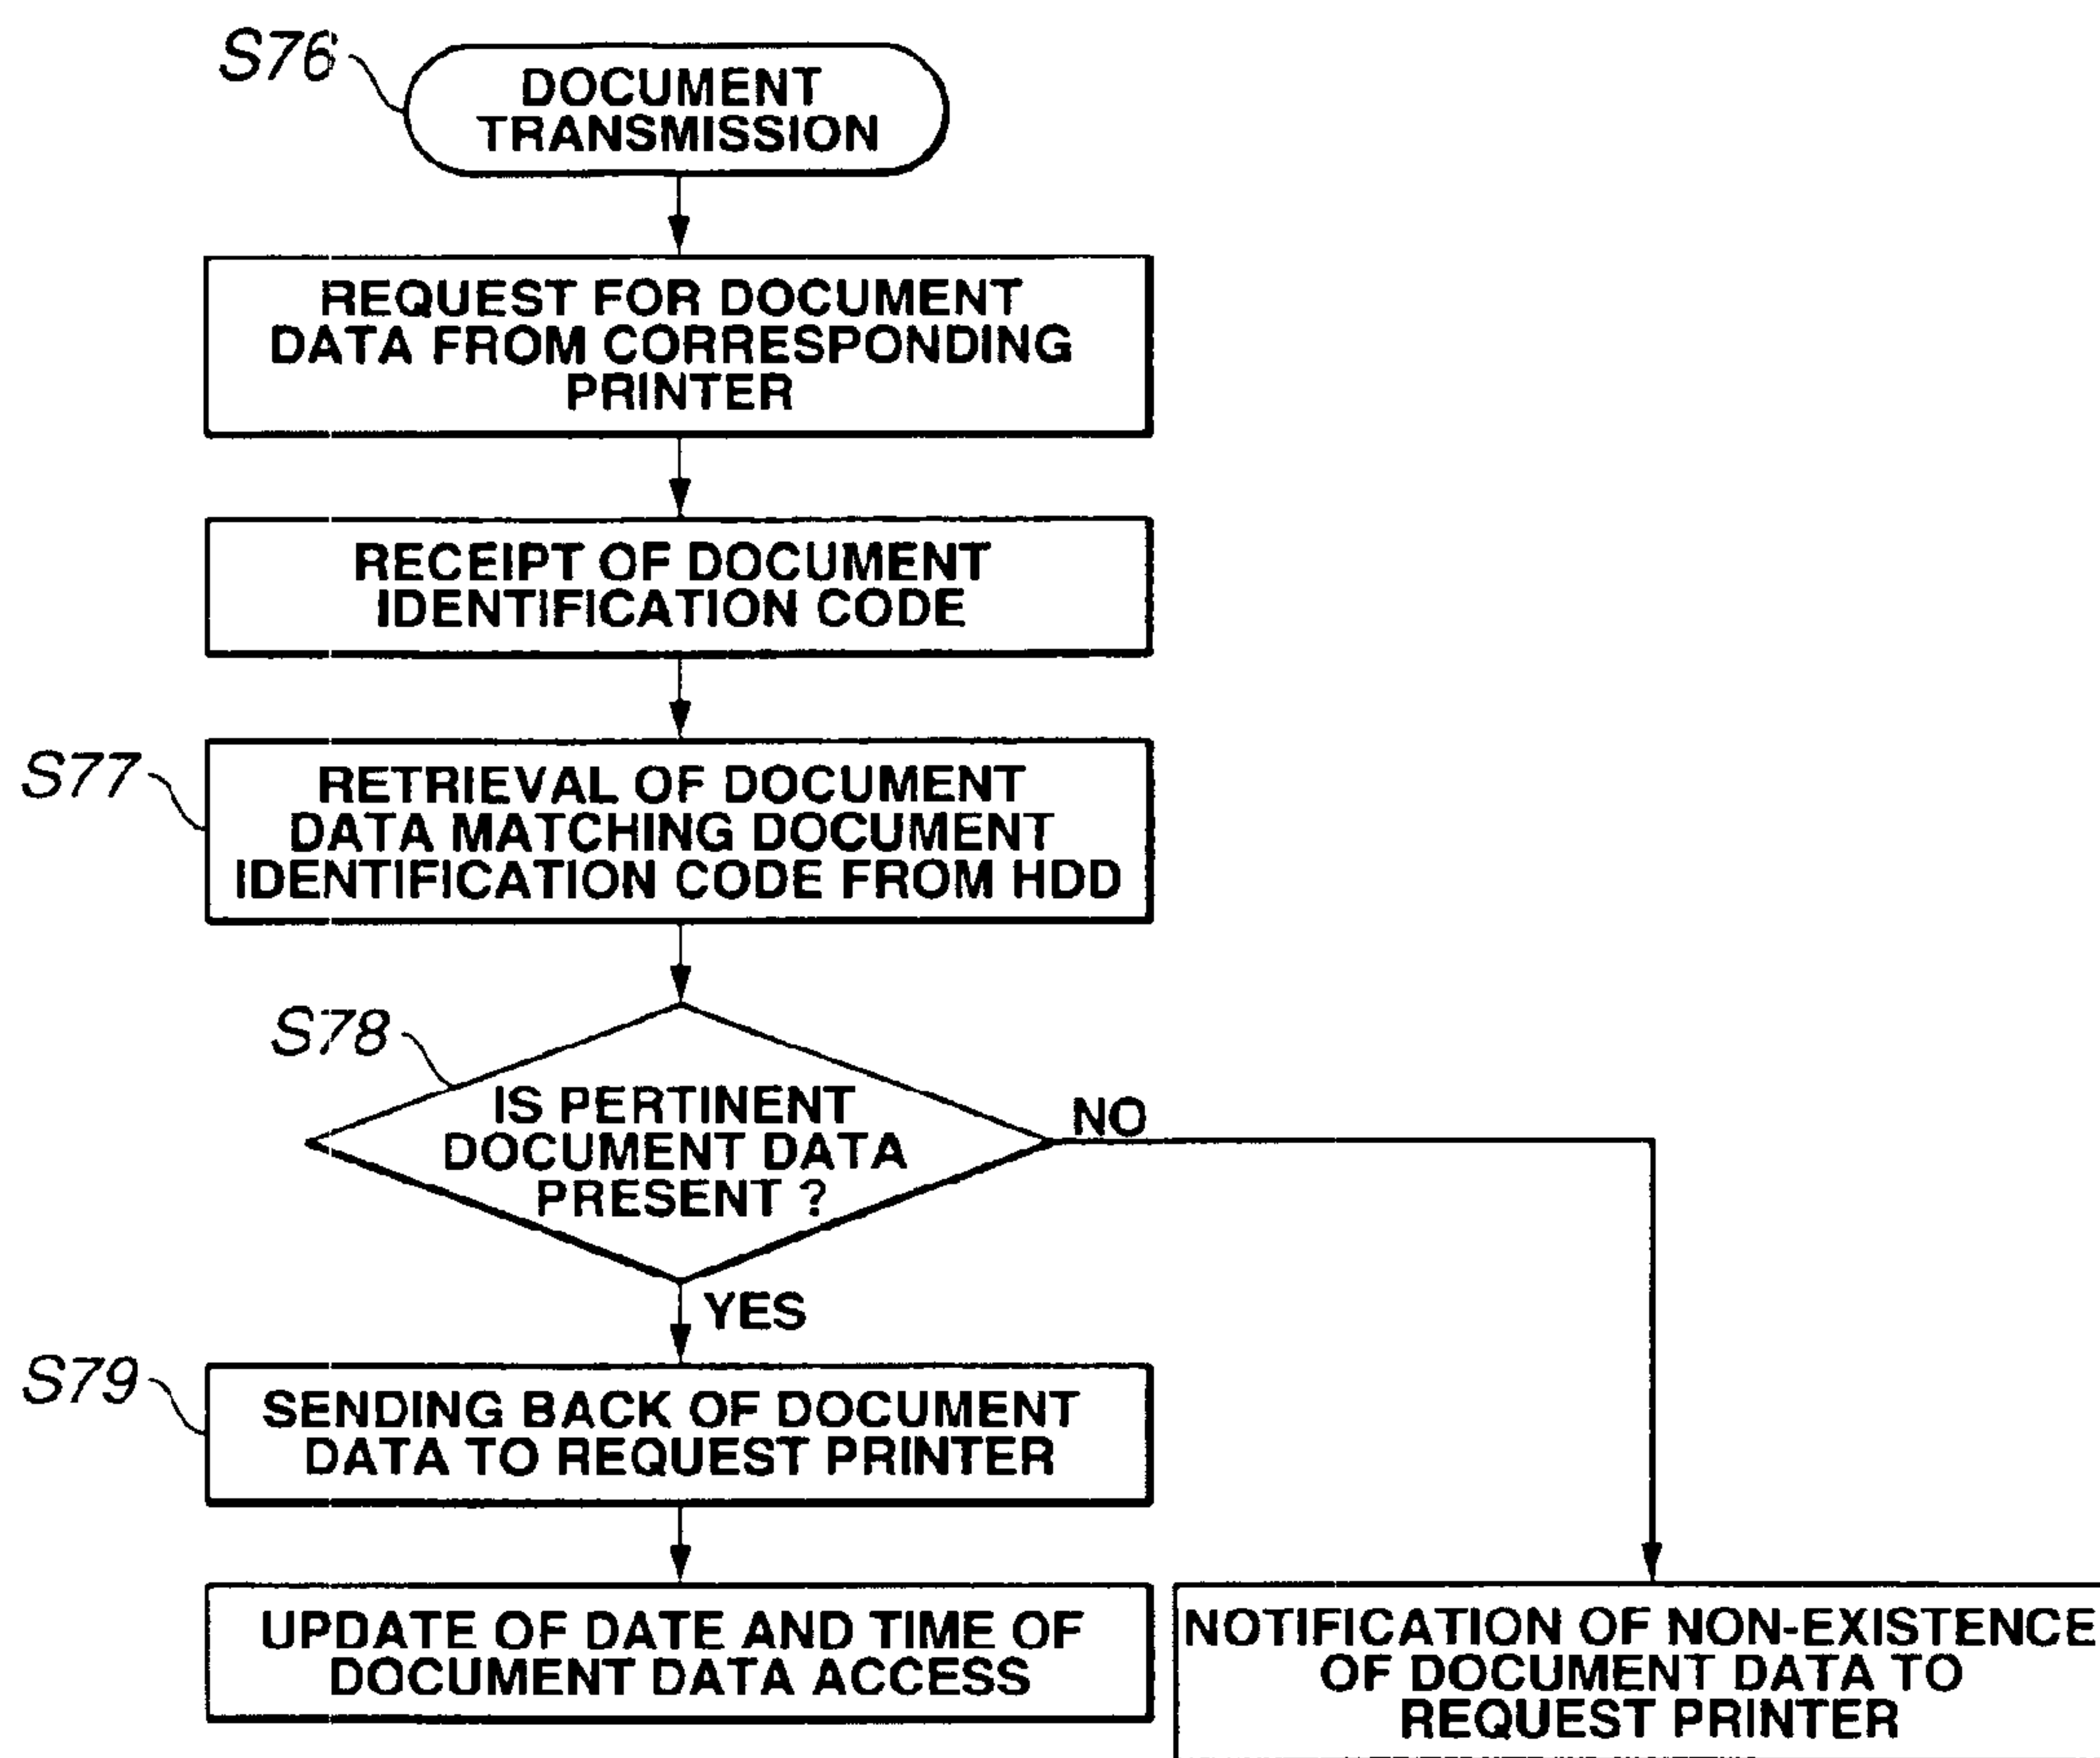 S76
DOCUMENT
TRANSMISSION
REQUEST FOR DOCUMENT
DATA FROM CORRESPONDING
PRINTER
RECEIPT OF DOCUMENT
IDENTIFICATION CODE
S77
RETRIEVAL OF DOCUMENT
DATA MATCHING DOCUMENT
IDENTIFICATION CODE FROM HDD
S78
IS PERTINENT
DOCUMENT DATA
PRESENT ?
NO
YES
S79
SENDING BACK OF DOCUMENT
DATA TO REQUEST PRINTER
UPDATE OF DATE AND TIME OF
DOCUMENT DATA ACCESS
NOTIFICATION OF NON-EXISTENCE
OF DOCUMENT DATA TO
REQUEST PRINTER